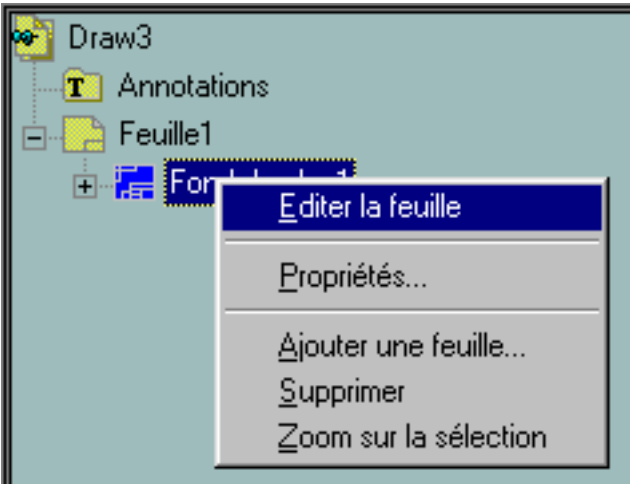 Draw3
Annotations
Feuille1
Editer la feuille
Propriétés...
Ajouter une feuille...
Supprimer
Zoom sur la sélection